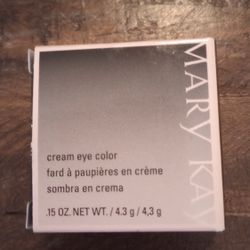 MARY KAY
cream eye color
fard à paupières en crème
sombra en crema
.15 OZ. NET WT. / 4.3 g / 4,3 g